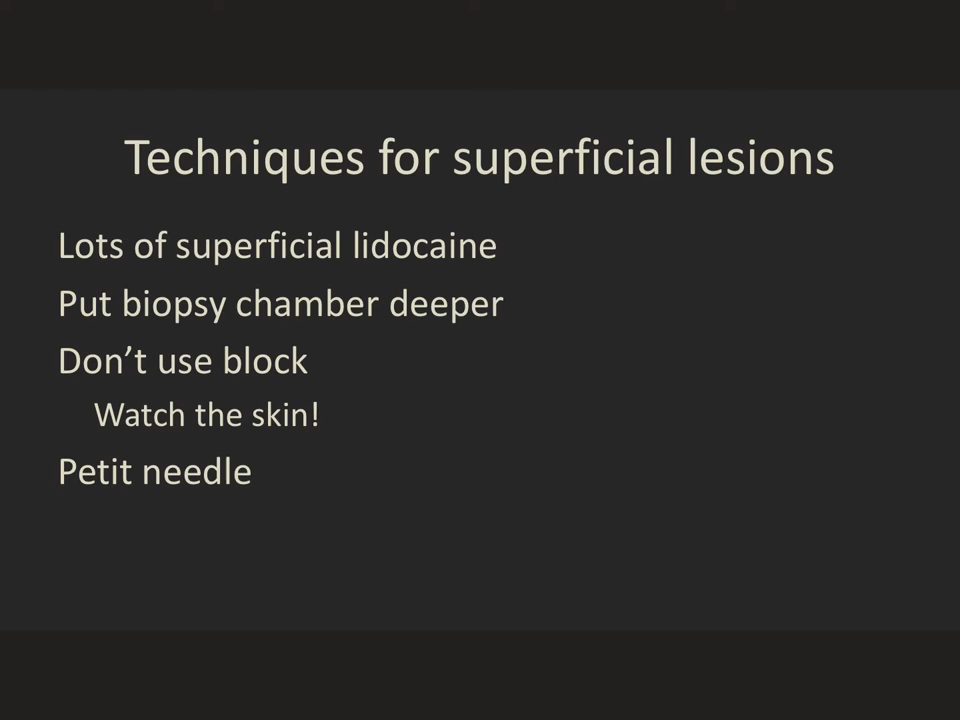 Techniques for superficial lesions
Lots of superficial lidocaine
Put biopsy chamber deeper
Don’t use block
Watch the skin!
Petit needle